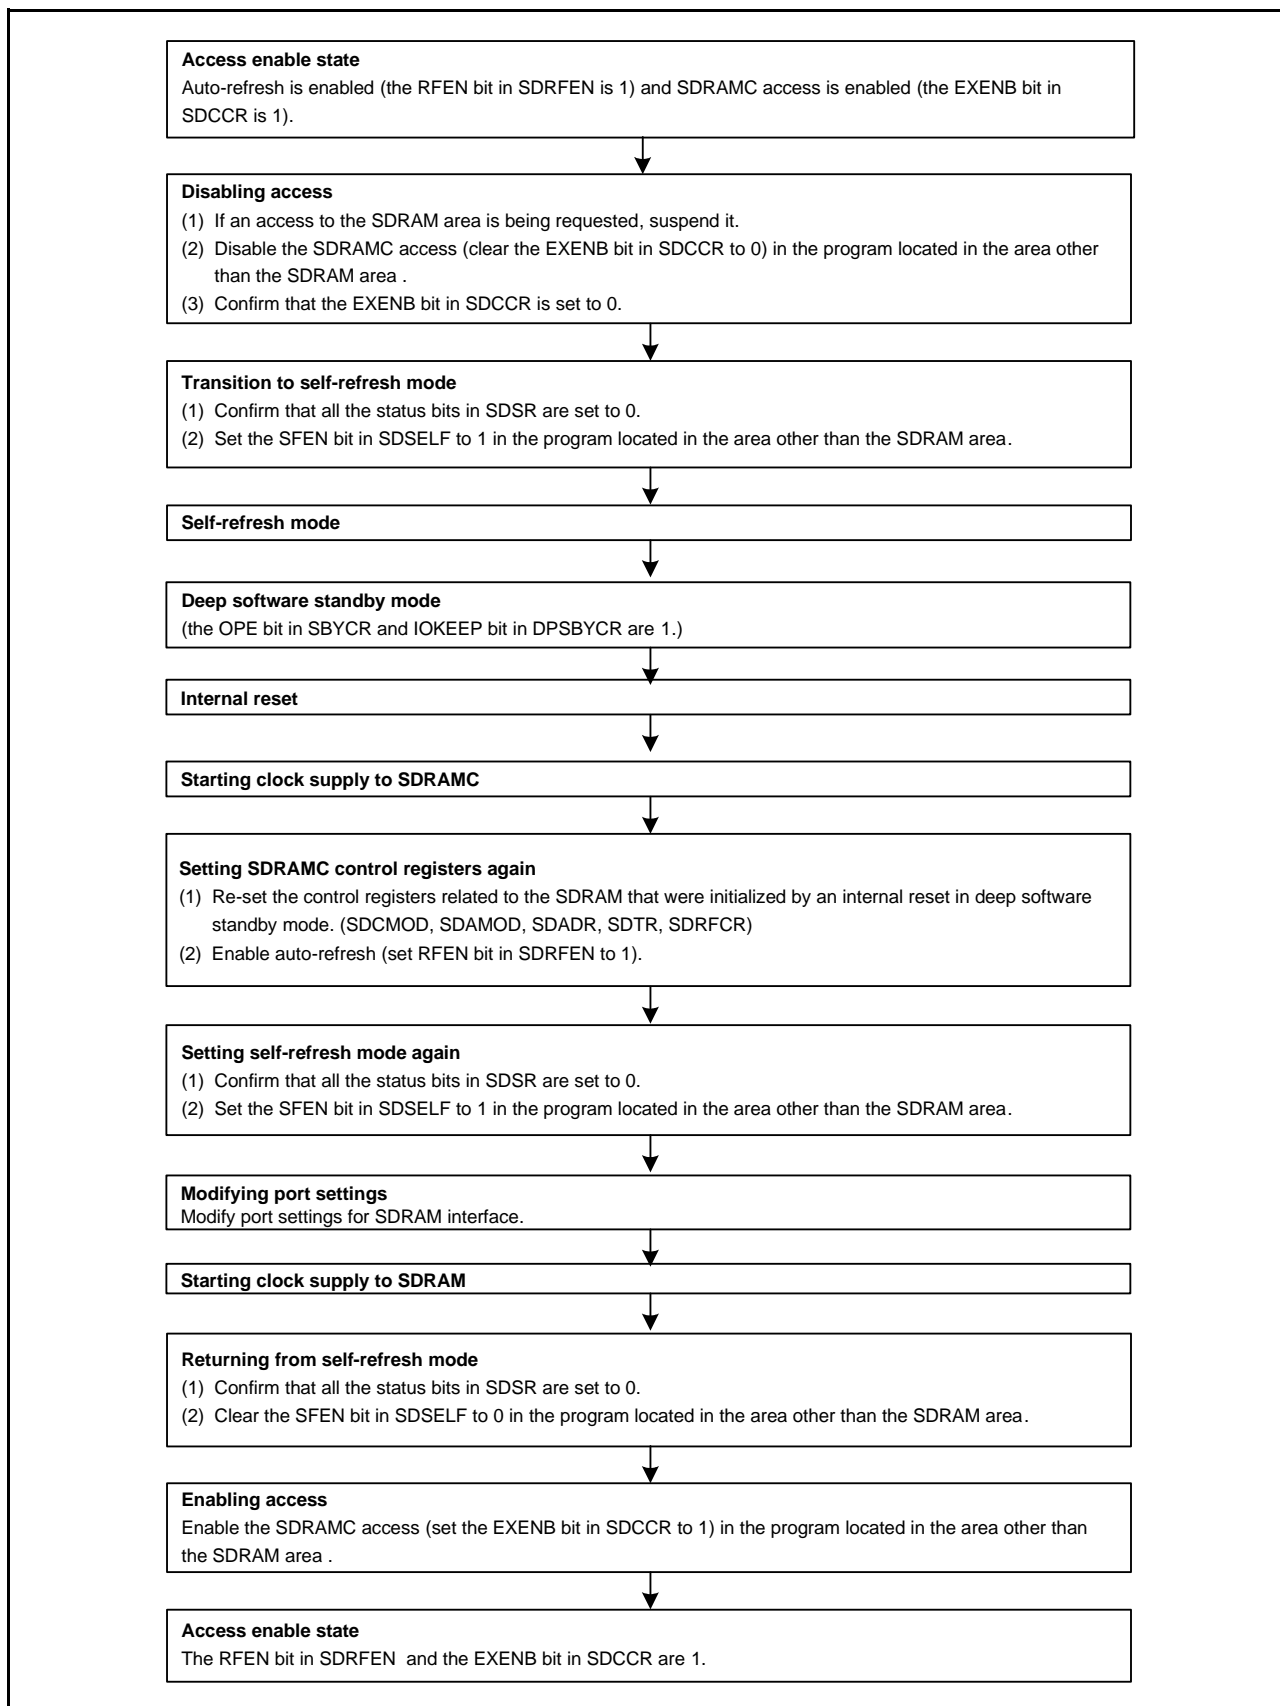 Access enable state
Auto-refresh is enabled (the RFEN bit in SDRFEN is 1) and SDRAMC access is enabled (the EXENB bit in
SDCCR is 1).
Disabling access
(1) If an access to the SDRAM area is being requested, suspend it.
(2) Disable the SDRAMC access (clear the EXENB bit in SDCCR to 0) in the program located in the area other
than the SDRAM area .
(3) Confirm that the EXENB bit in SDCCR is set to 0.
Transition to self-refresh mode
(1) Confirm that all the status bits in SDSR are set to 0.
(2) Set the SFEN bit in SDSELF to 1 in the program located in the area other than the SDRAM area.
Self-refresh mode
Deep software standby mode
(the OPE bit in SBYCR and IOKEEP bit in DPSBYCR are 1.)
Internal reset
Starting clock supply to SDRAMC
Setting SDRAMC control registers again
(1) Re-set the control registers related to the SDRAM that were initialized by an internal reset in deep software
standby mode. (SDCMOD, SDAMOD, SDADR, SDTR, SDRFCR)
(2) Enable auto-refresh (set RFEN bit in SDRFEN to 1).
Setting self-refresh mode again
(1) Confirm that all the status bits in SDSR are set to 0.
(2) Set the SFEN bit in SDSELF to 1 in the program located in the area other than the SDRAM area.
Modifying port settings
Modify port settings for SDRAM interface.
Starting clock supply to SDRAM
Returning from self-refresh mode
(1) Confirm that all the status bits in SDSR are set to 0.
(2) Clear the SFEN bit in SDSELF to 0 in the program located in the area other than the SDRAM area.
Enabling access
Enable the SDRAMC access (set the EXENB bit in SDCCR to 1) in the program located in the area other than
the SDRAM area .
Access enable state
The RFEN bit in SDRFEN and the EXENB bit in SDCCR are 1.